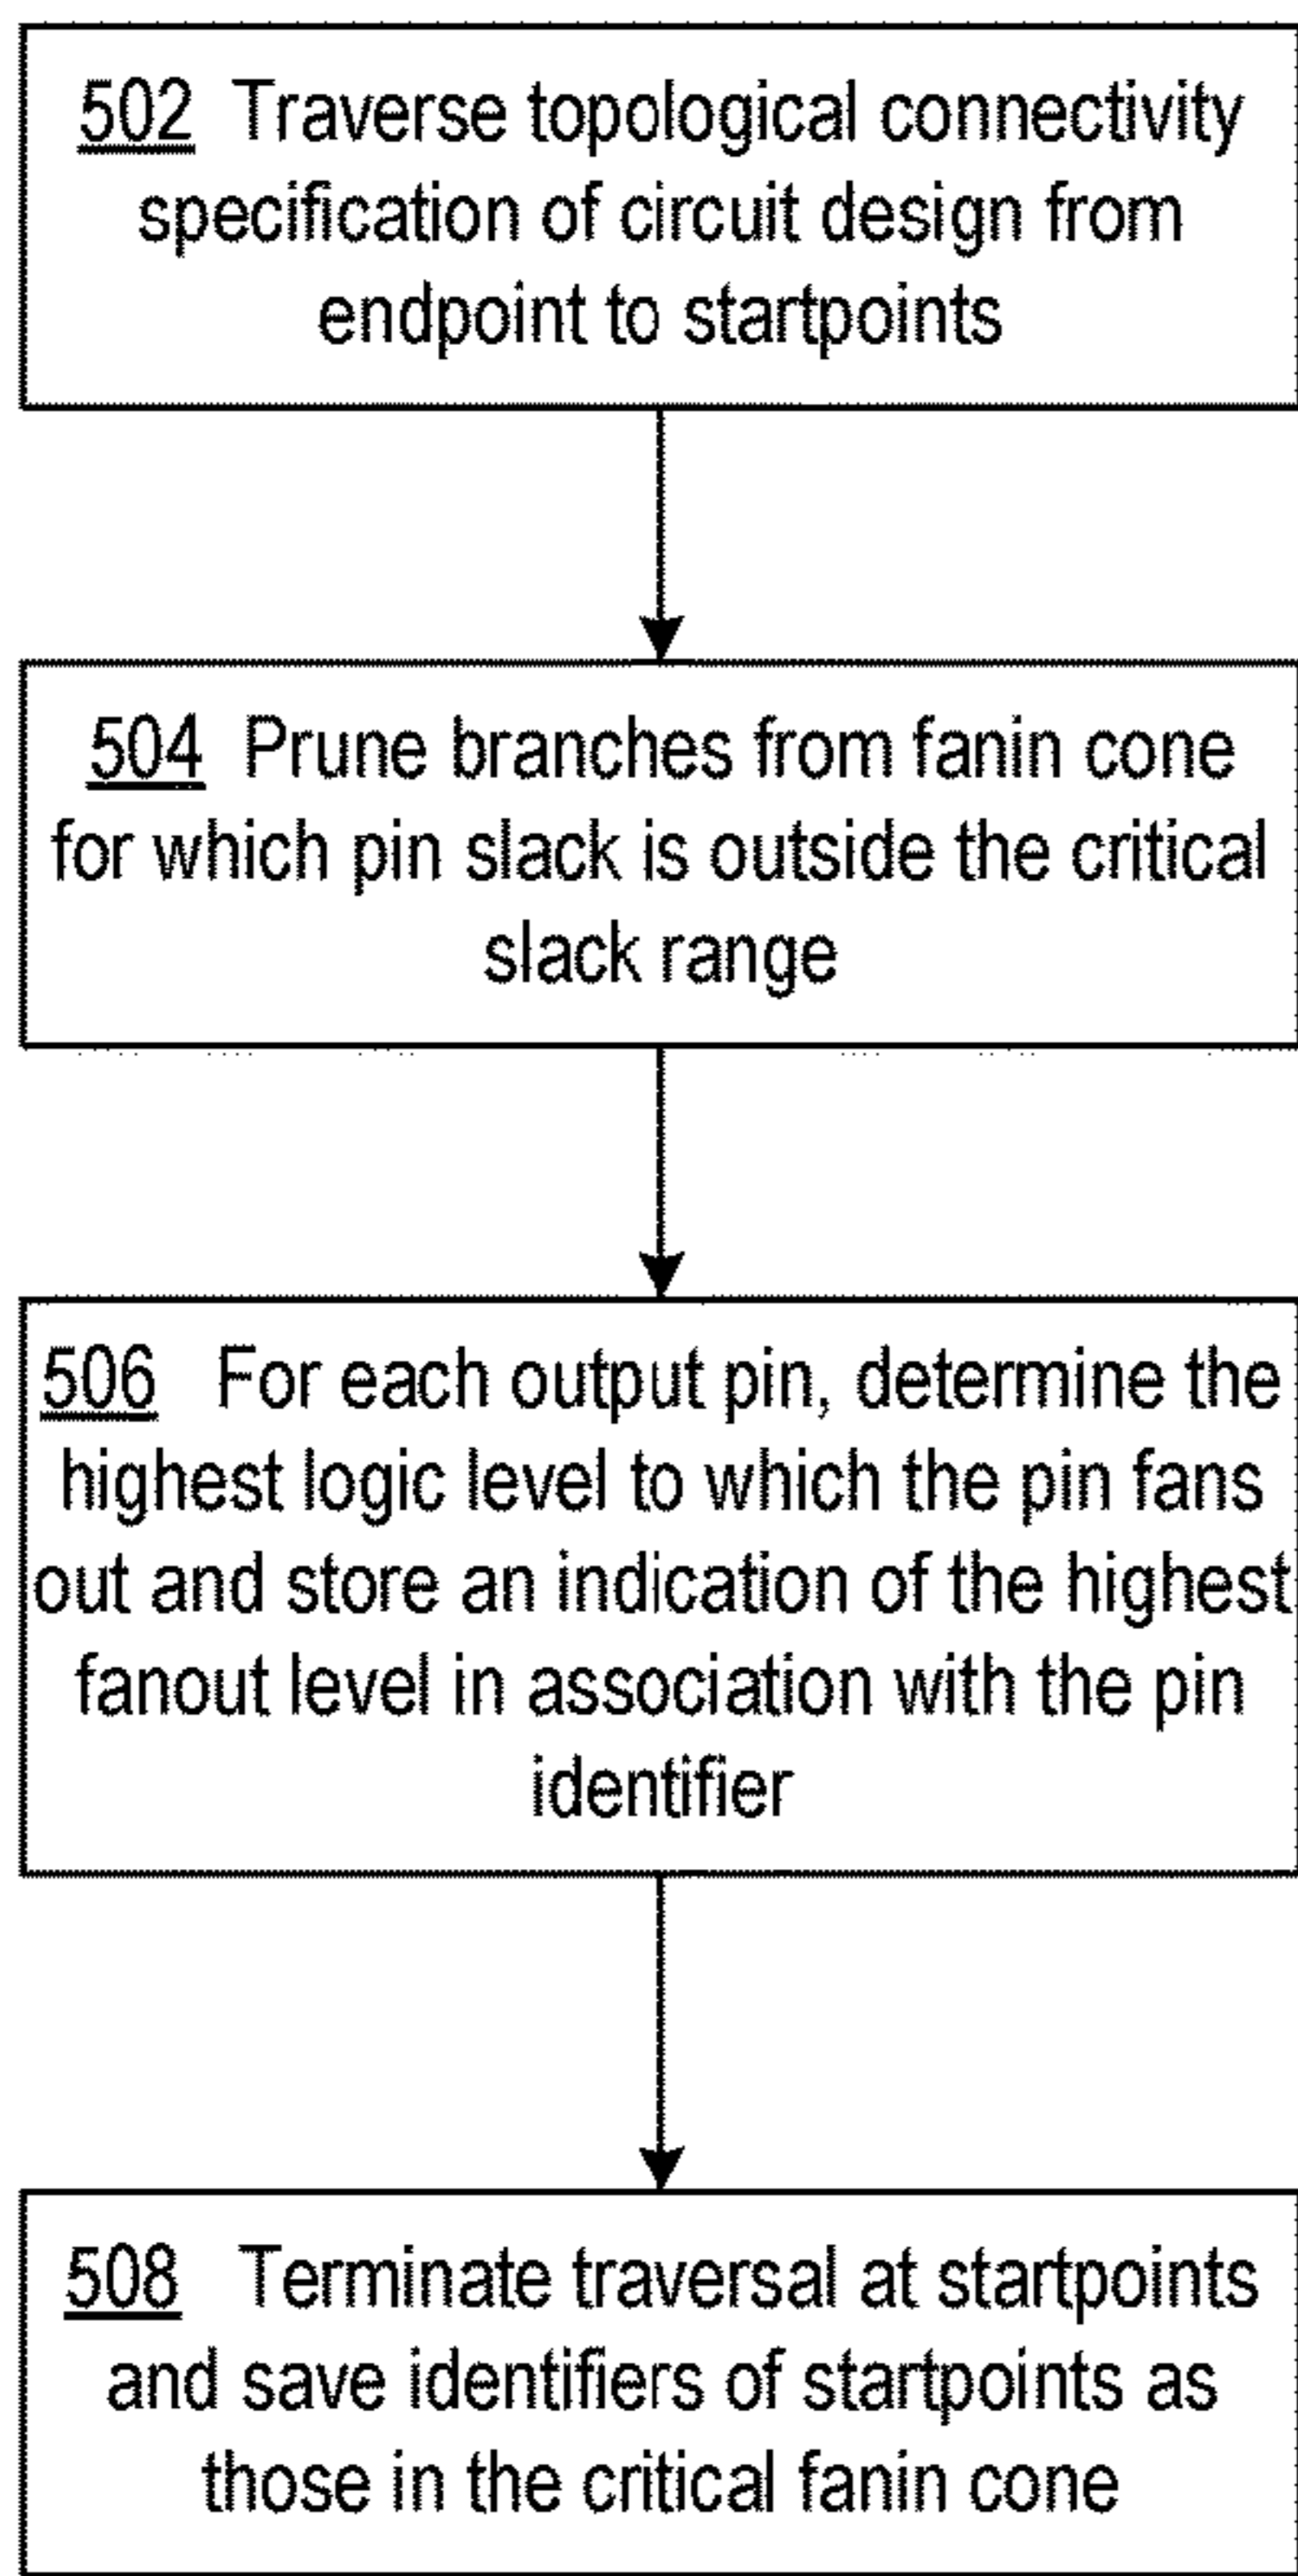 502 Traverse topological connectivity
specification of circuit design from
endpoint to startpoints
504 Prune branches from fanin cone
for which pin slack is outside the critical
slack range
506 For each output pin, determine the
highest logic level to which the pin fans
out and store an indication of the highest
fanout level in association with the pin
identifier
508 Terminate traversal at startpoints
and save identifiers of startpoints as
those in the critical fanin cone